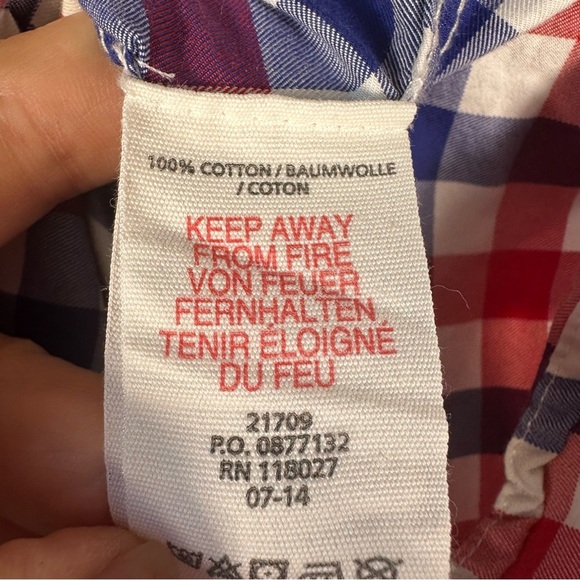 100% COTTON / BAUMWOLLE
/ COTON
KEEP AWAY
FROM FIRE
VON FEUER
FERNHALTEN
TENIR ÉLOIGNÉ
DU FEU
21709
P.O. 0877132
RN 118027
07-14